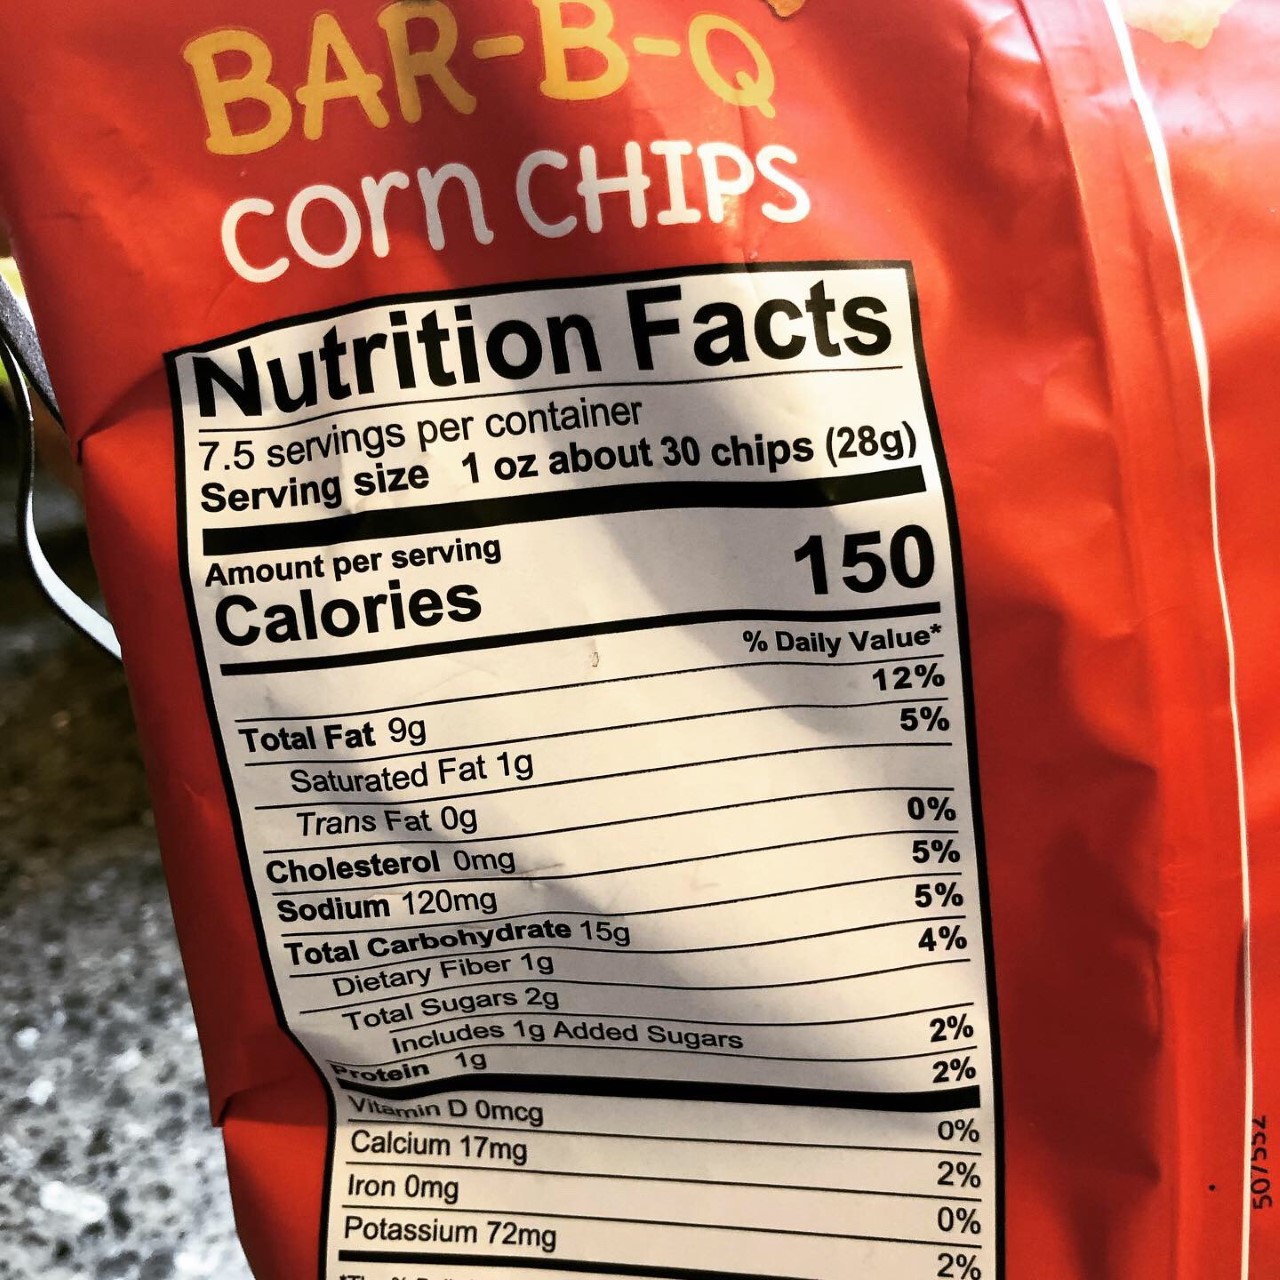 BAR-B-Q
corn CHIPS
Nutrition Facts
7.5 servings per container
Serving size 1 oz about 30 chips (28g)
Amount per serving
Calories 150
% Daily Value*
Total Fat 9g 12%
Saturated Fat 1g 5%
Trans Fat 0g
Cholesterol 0mg 0%
Sodium 120mg 5%
Total Carbohydrate 15g 5%
Dietary Fiber 1g 4%
Total Sugars 2g
Includes 1g Added Sugars 2%
Protein 1g 2%
Vitamin D 0mcg 0%
Calcium 17mg 2%
Iron 0mg 0%
Potassium 72mg 2%
507552